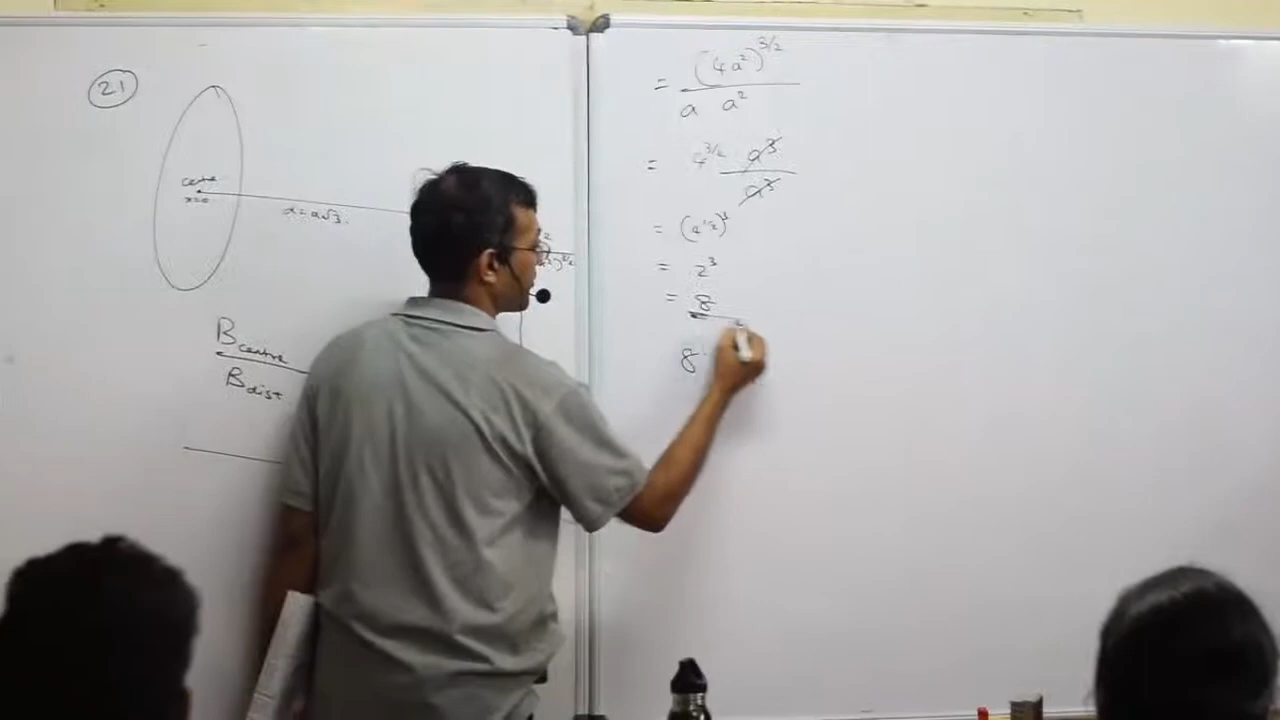 21
centre
x=0
x=a√3
B centre
B dist
= (4a²)^3/2
a a²
= 4^3/2 a³
a³
= (4^1/2)³
= 2³
= 8
8